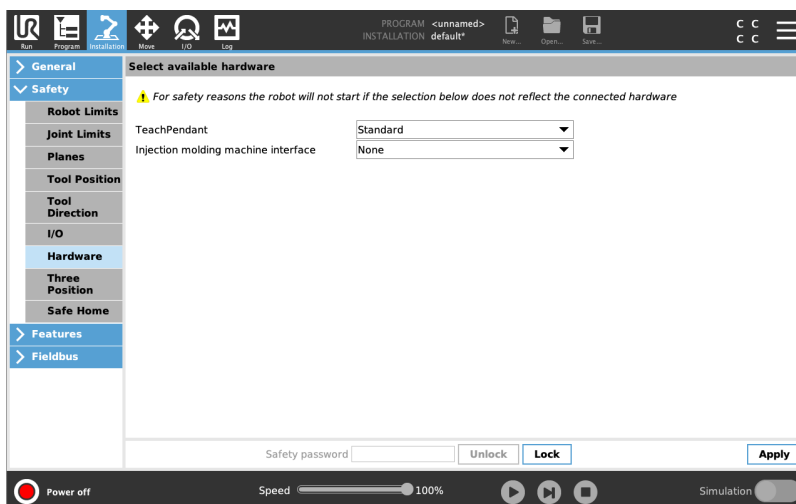 PROGRAM <unnamed>
INSTALLATION default*
Run Program Installation Move I/O Log New... Open... Save...
C C
C C
General
Select available hardware
Safety
For safety reasons the robot will not start if the selection below does not reflect the connected hardware
Robot Limits
Joint Limits
Planes
Tool Position
Tool
Direction
I/O
Hardware
Three
Position
Safe Home
Features
Fieldbus
TeachPendant Standard
Injection molding machine interface None
Safety password Unlock Lock Apply
Power off Speed 100% Simulation